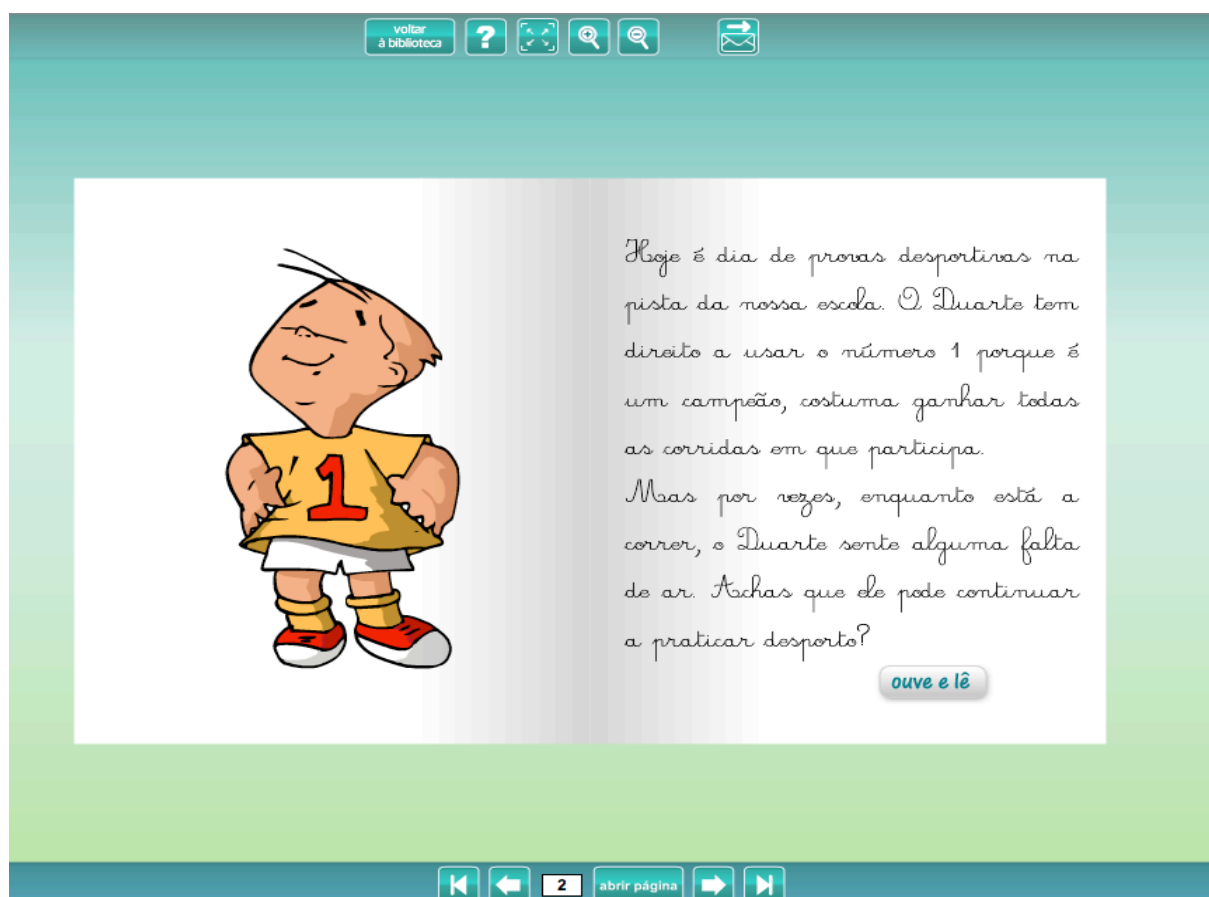 voltar
à biblioteca
?
1
Hoje é dia de provas desportivas na
pista da nossa escola. O Duarte tem
direito a usar o número 1 porque é
um campeão, costuma ganhar todas
as corridas em que participa.
Mas por vezes, enquanto está a
correr, o Duarte sente alguma falta
de ar. Achas que ele pode continuar
a praticar desporto?
ouve e lê
2
abrir página